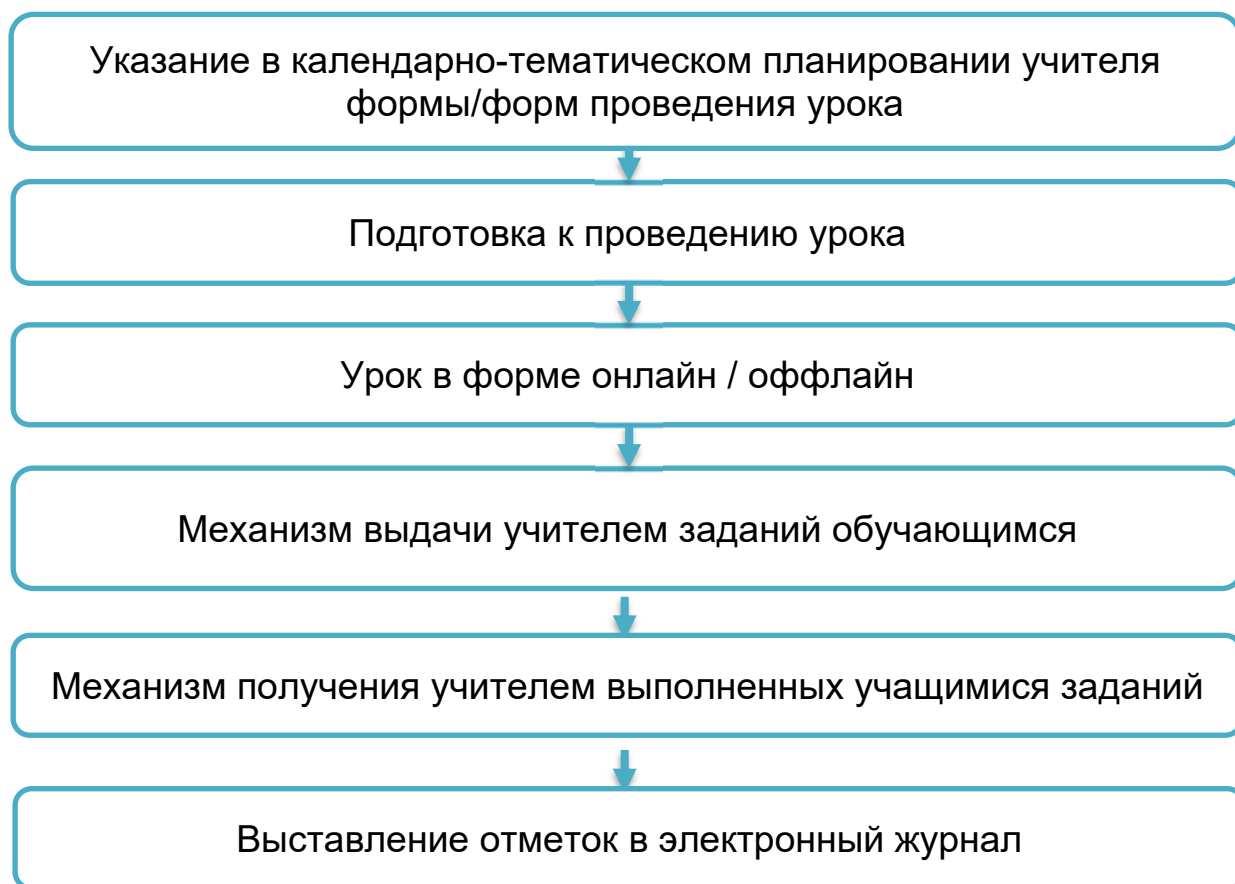 Указание в календарно-тематическом планировании учителя
формы/форм проведения урока
Подготовка к проведению урока
Урок в форме онлайн / оффлайн
Механизм выдачи учителем заданий обучающимся
Механизм получения учителем выполненных учащимися заданий
Выставление отметок в электронный журнал